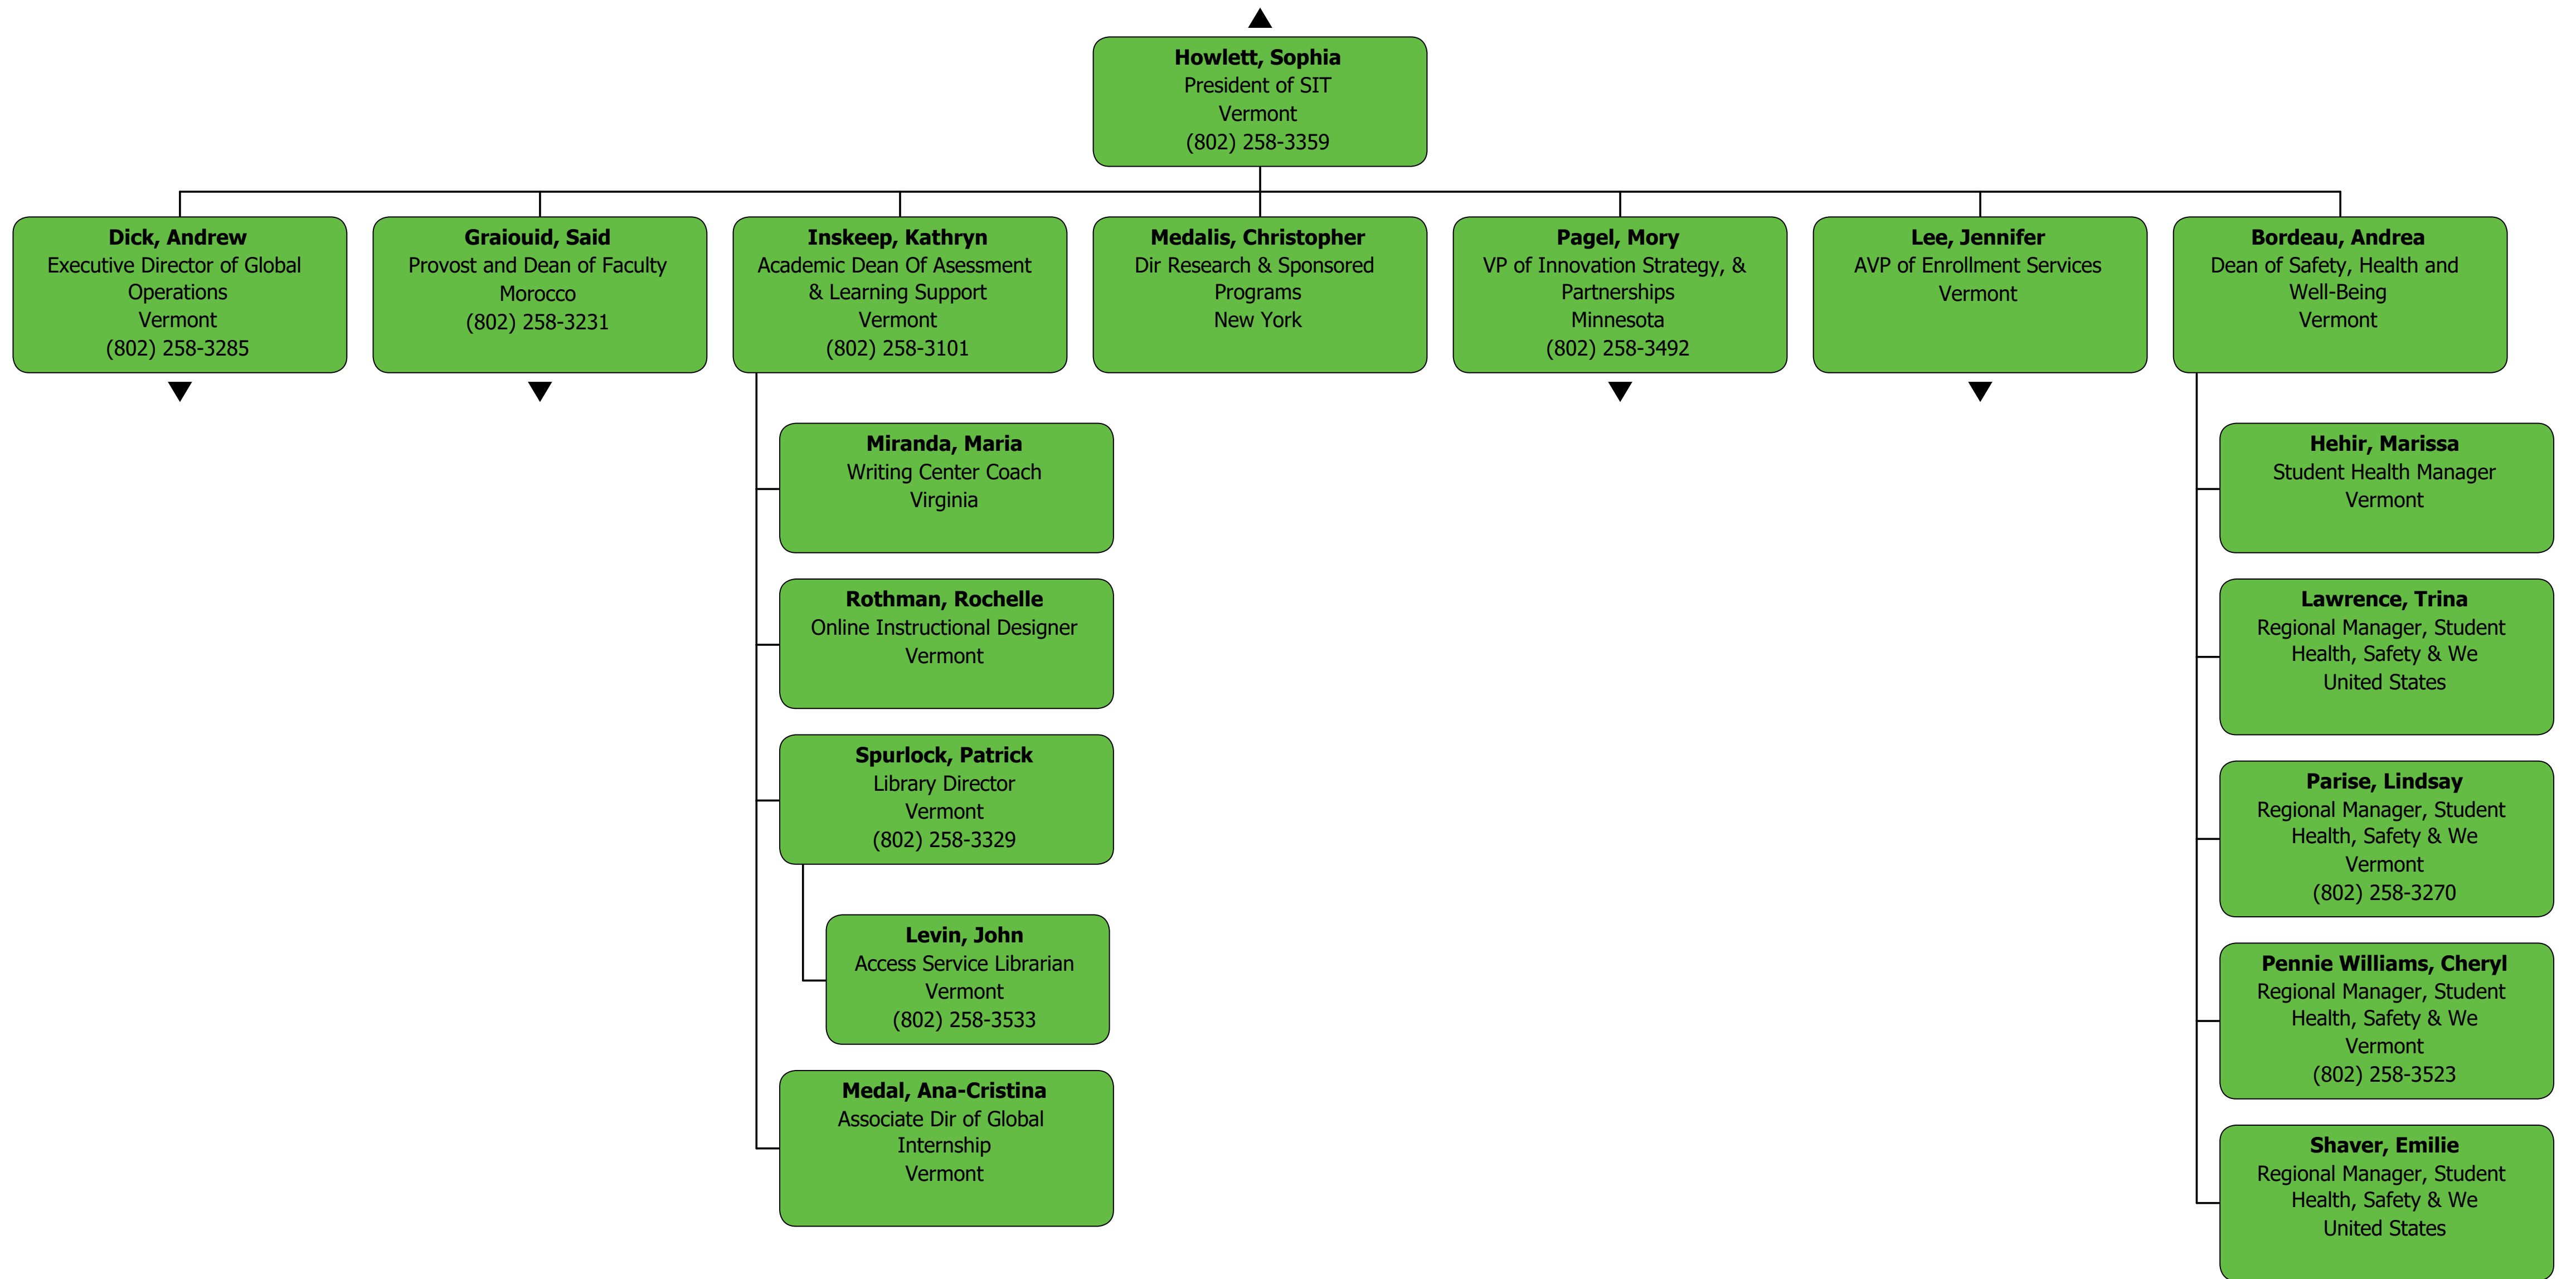 Howlett, Sophia
President of SIT
Vermont
(802) 258-3359
Dick, Andrew
Executive Director of Global
Operations
Vermont
(802) 258-3285
Graiouid, Said
Provost and Dean of Faculty
Morocco
(802) 258-3231
Inskeep, Kathryn
Academic Dean Of Asessment
& Learning Support
Vermont
(802) 258-3101
Medalis, Christopher
Dir Research & Sponsored
Programs
New York
Pagel, Mory
VP of Innovation Strategy, &
Partnerships
Minnesota
(802) 258-3492
Lee, Jennifer
AVP of Enrollment Services
Vermont
Bordeau, Andrea
Dean of Safety, Health and
Well-Being
Vermont
Miranda, Maria
Writing Center Coach
Virginia
Rothman, Rochelle
Online Instructional Designer
Vermont
Spurlock, Patrick
Library Director
Vermont
(802) 258-3329
Levin, John
Access Service Librarian
Vermont
(802) 258-3533
Medal, Ana-Cristina
Associate Dir of Global
Internship
Vermont
Hehir, Marissa
Student Health Manager
Vermont
Lawrence, Trina
Regional Manager, Student
Health, Safety & We
United States
Parise, Lindsay
Regional Manager, Student
Health, Safety & We
Vermont
(802) 258-3270
Pennie Williams, Cheryl
Regional Manager, Student
Health, Safety & We
Vermont
(802) 258-3523
Shaver, Emilie
Regional Manager, Student
Health, Safety & We
United States